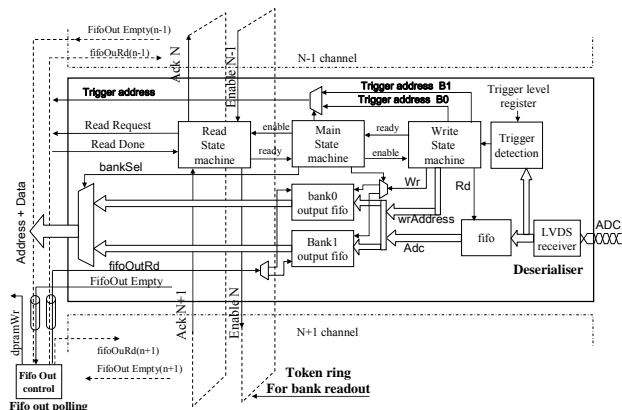 FifoOut Empty(n-1)
fifoOuRd(n-1)
Ack N
Enable N-1
N-1 channel
Trigger address
Trigger address B1
Trigger address B0
Trigger level
register
Read Request
Read Done
Read
State
machine
enable
ready
Main
State
machine
ready
enable
Write
State
machine
Trigger
detection
bankSel
Wr
Rd
bank0
output fifo
wrAddress
Address + Data
Bank1
output fifo
Adc
fifo
LVDS
receiver
ADC
fifoOutRd
Deserialiser
FifoOut Empty
Ack N+1
Enable N
dpramWr
N+1 channel
fifoOuRd(n+1)
FifoOut Empty(n+1)
Fifo Out
control
Fifo out polling
Token ring
For bank readout